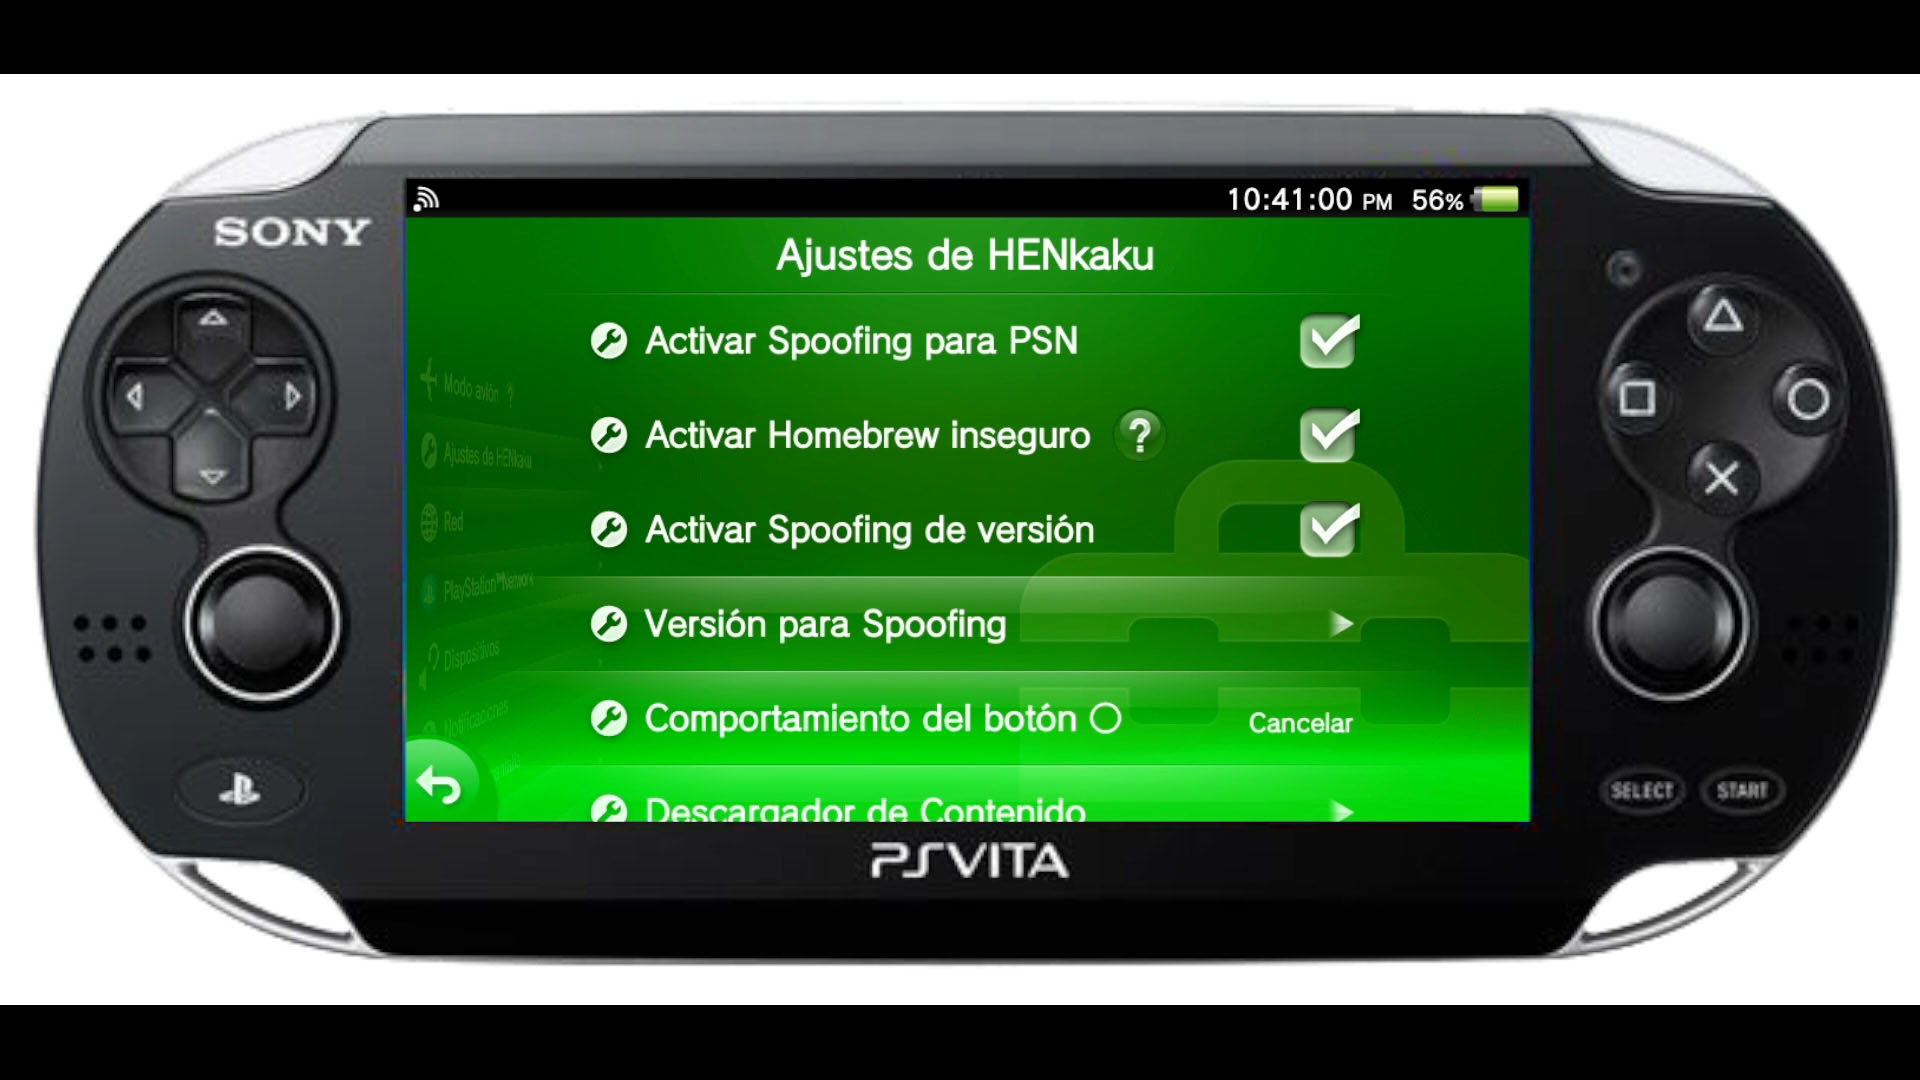 10:41:00 PM 56%
SONY
Ajustes de HENkaku
Activar Spoofing para PSN
Modo avión ?
Activar Homebrew inseguro ?
Ajustes de HENkaku
Red
Activar Spoofing de versión
PlayStation™Network
Versión para Spoofing
Dispositivos
Notificaciones
Comportamiento del botón ○ Cancelar
Descargador de Contenido
SELECT START
PSVITA